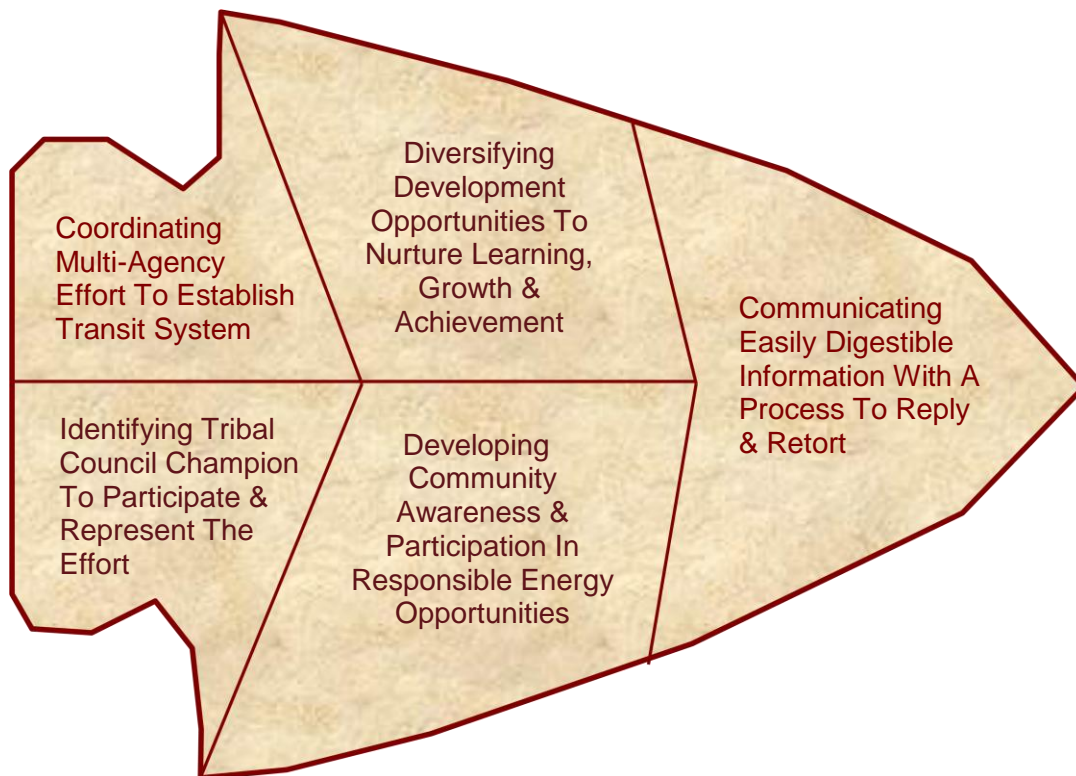 Coordinating
Multi-Agency
Effort To Establish
Transit System
Identifying Tribal
Council Champion
To Participate &
Represent The
Effort
Diversifying
Development
Opportunities To
Nurture Learning,
Growth &
Achievement
Developing
Community
Awareness &
Participation In
Responsible Energy
Opportunities
Communicating
Easily Digestible
Information With A
Process To Reply
& Retort